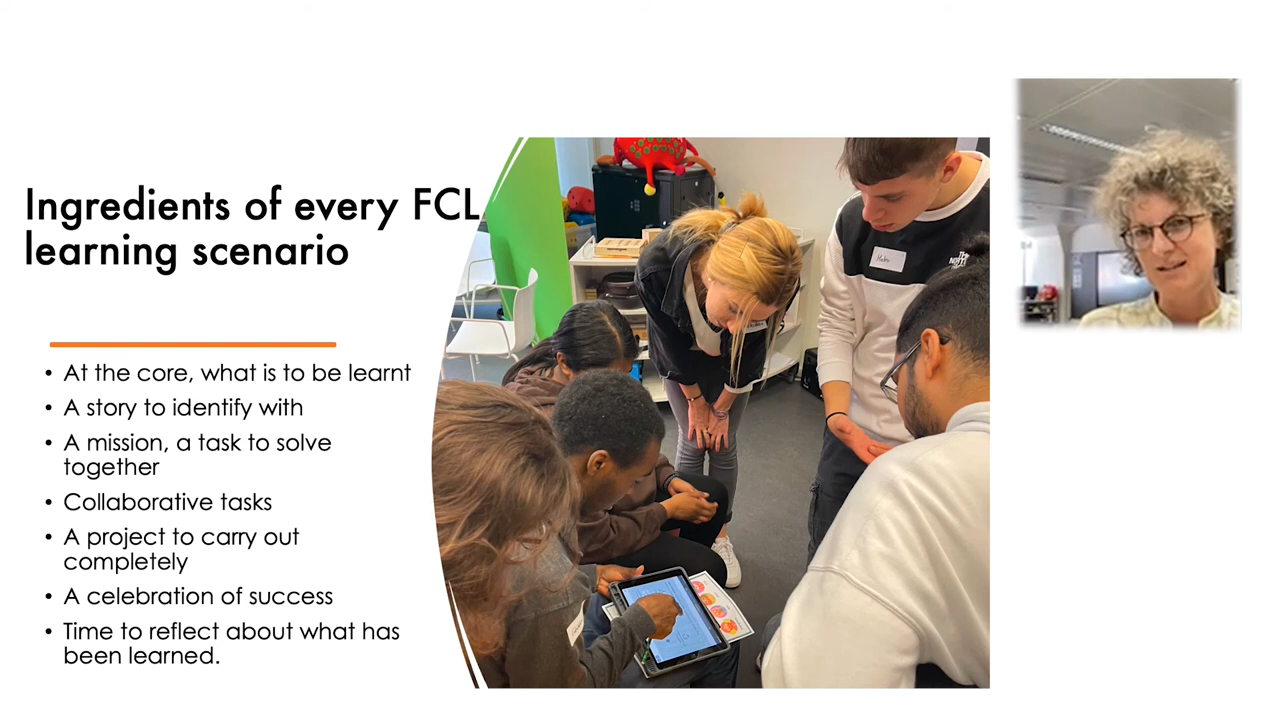 Ingredients of every FCL
learning scenario
• At the core, what is to be learnt
• A story to identify with
• A mission, a task to solve
together
• Collaborative tasks
• A project to carry out
completely
• A celebration of success
• Time to reflect about what has
been learned.
THE
NORTH